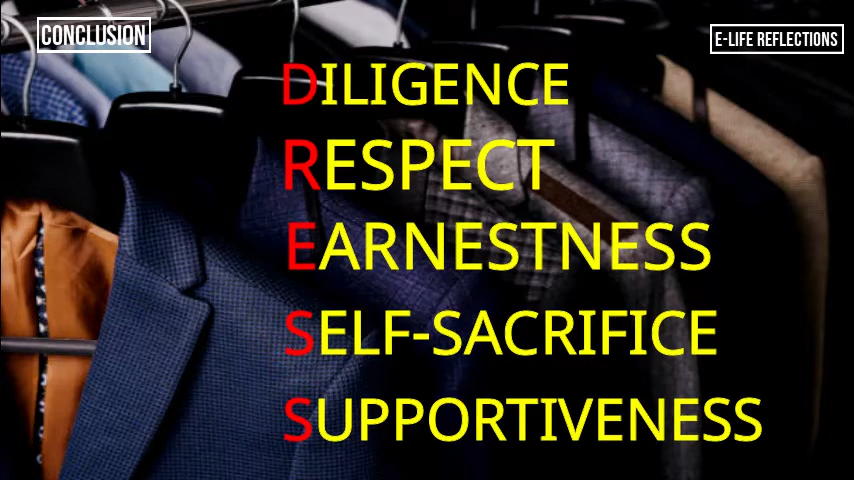 CONCLUSION
E-LIFE REFLECTIONS
DILIGENCE
RESPECT
EARNESTNESS
SELF-SACRIFICE
SUPPORTIVENESS